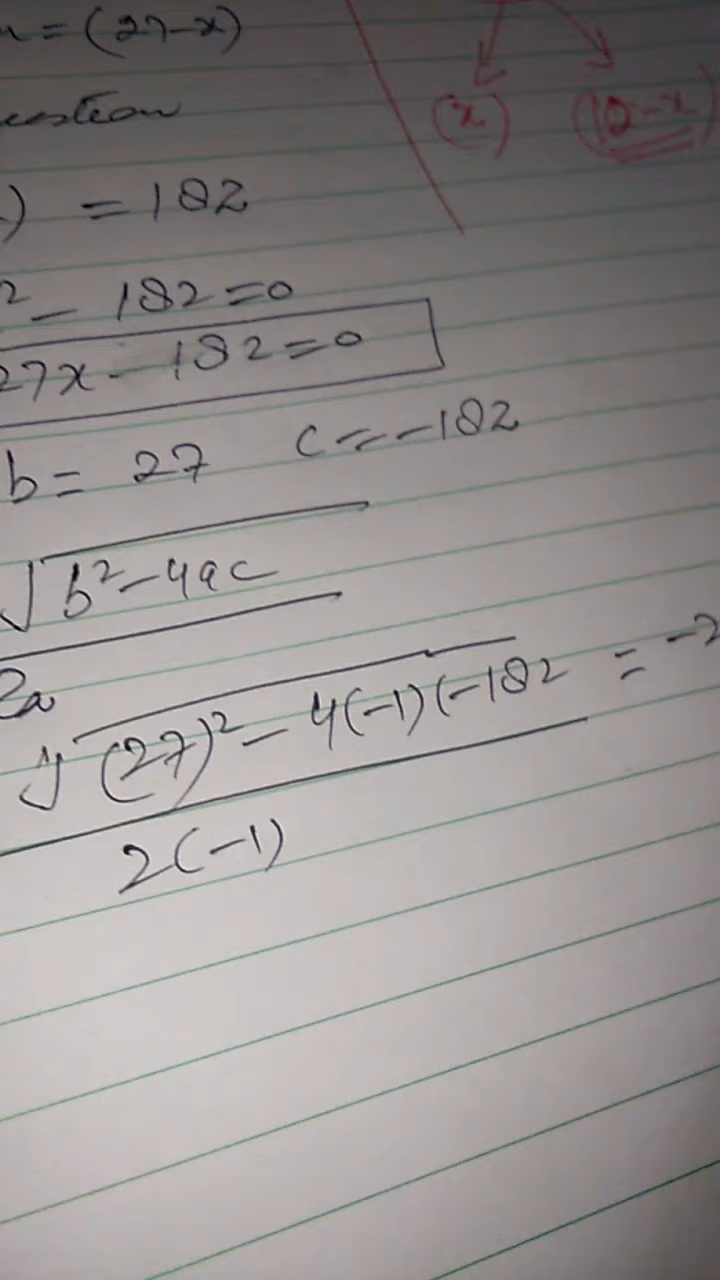 = (27-x)
(x) (12-x)
) = 182
2 - 182 = 0
27x - 182 = 0
b = 27 c = -182
√b²-4ac
2a
√(27)² - 4(-1)(-182 = -2
2(-1)